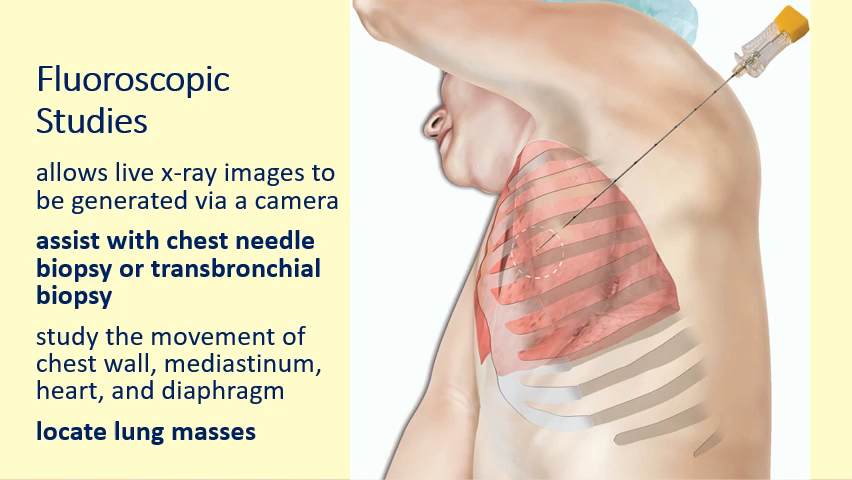 Fluoroscopic
Studies
allows live x-ray images to
be generated via a camera
assist with chest needle
biopsy or transbronchial
biopsy
study the movement of
chest wall, mediastinum,
heart, and diaphragm
locate lung masses